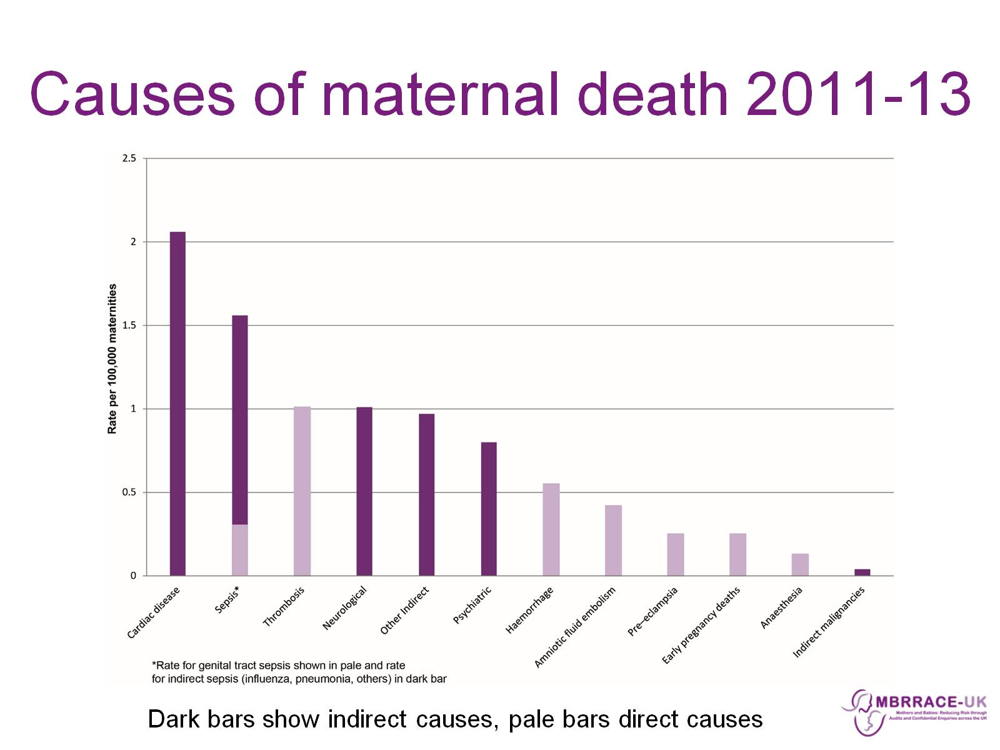 Causes of maternal death 2011-13
2.5
2
1.5
1
0.5
0
Rate per 100,000 maternities
Cardiac disease
Sepsis*
Thrombosis
Neurological
Other Indirect
Psychiatric
Haemorrhage
Amniotic fluid embolism
Pre–eclampsia
Early pregnancy deaths
Anaesthesia
Indirect malignancies
*Rate for genital tract sepsis shown in pale and rate
for indirect sepsis (influenza, pneumonia, others) in dark bar
Dark bars show indirect causes, pale bars direct causes
MBRRACE-UK
Mothers and Babies: Reducing Risk through
Audits and Confidential Enquiries across the UK